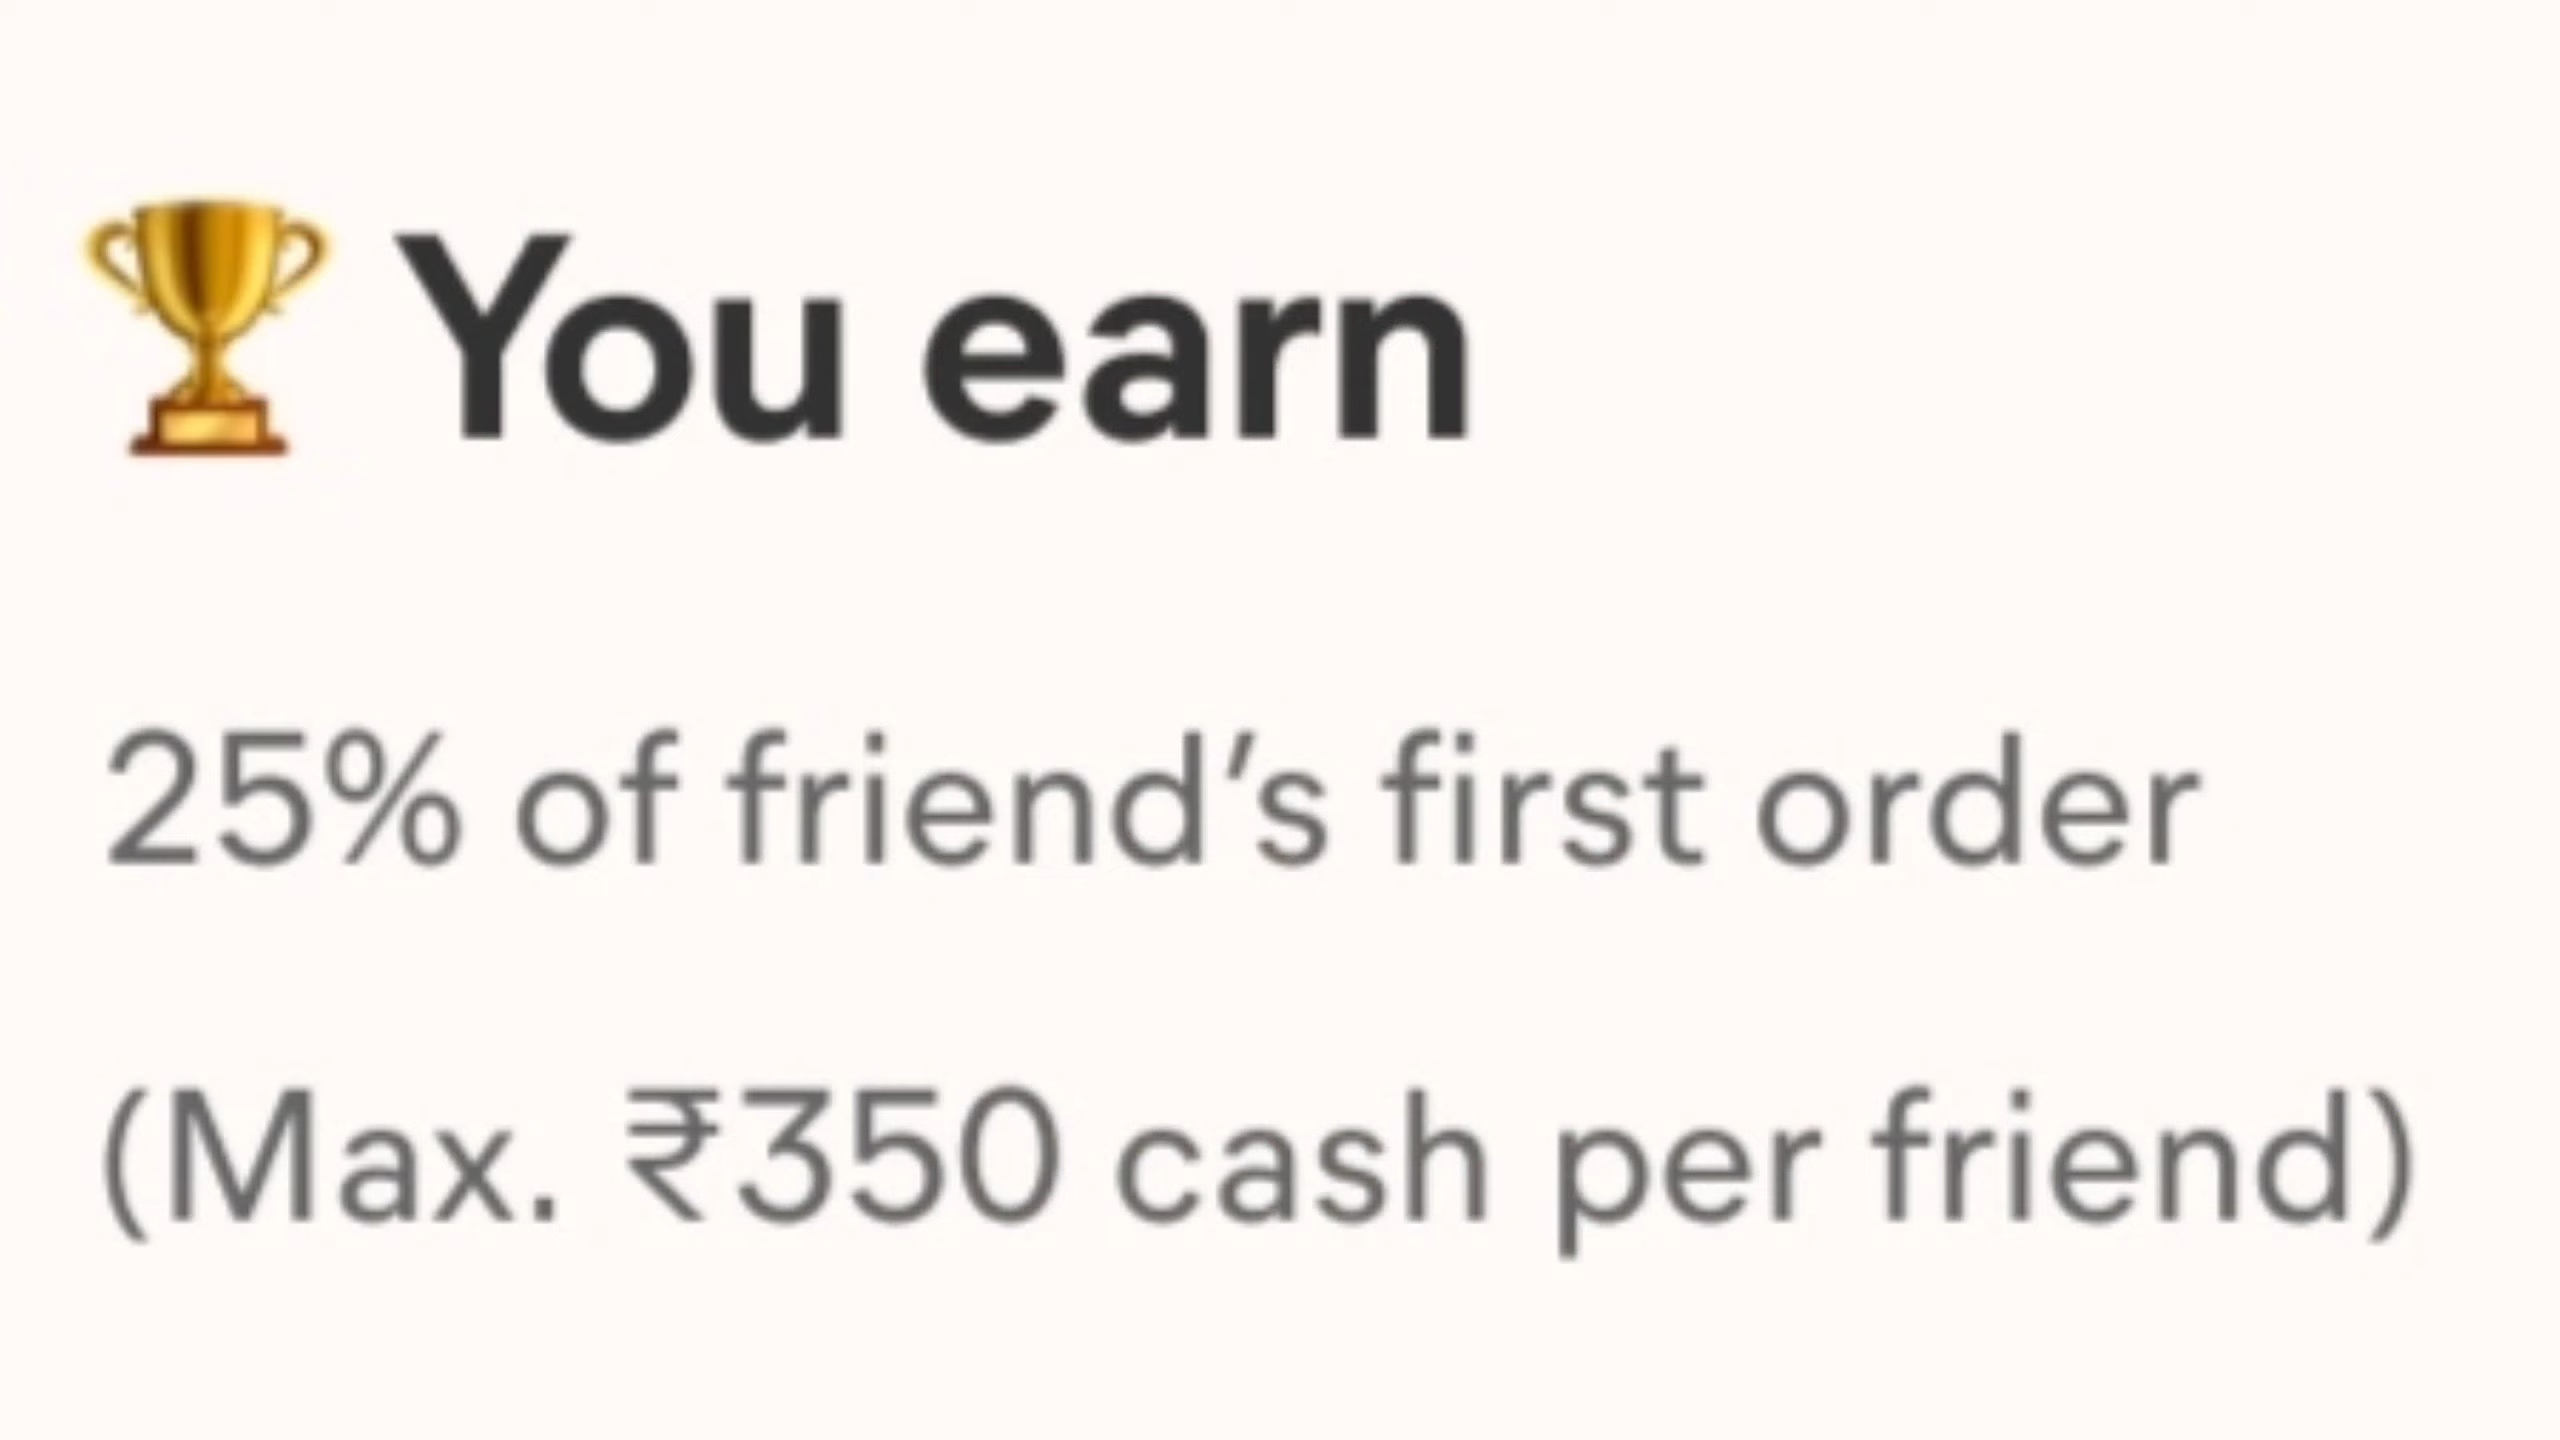 You earn
25% of friend’s first order
(Max. ₹350 cash per friend)